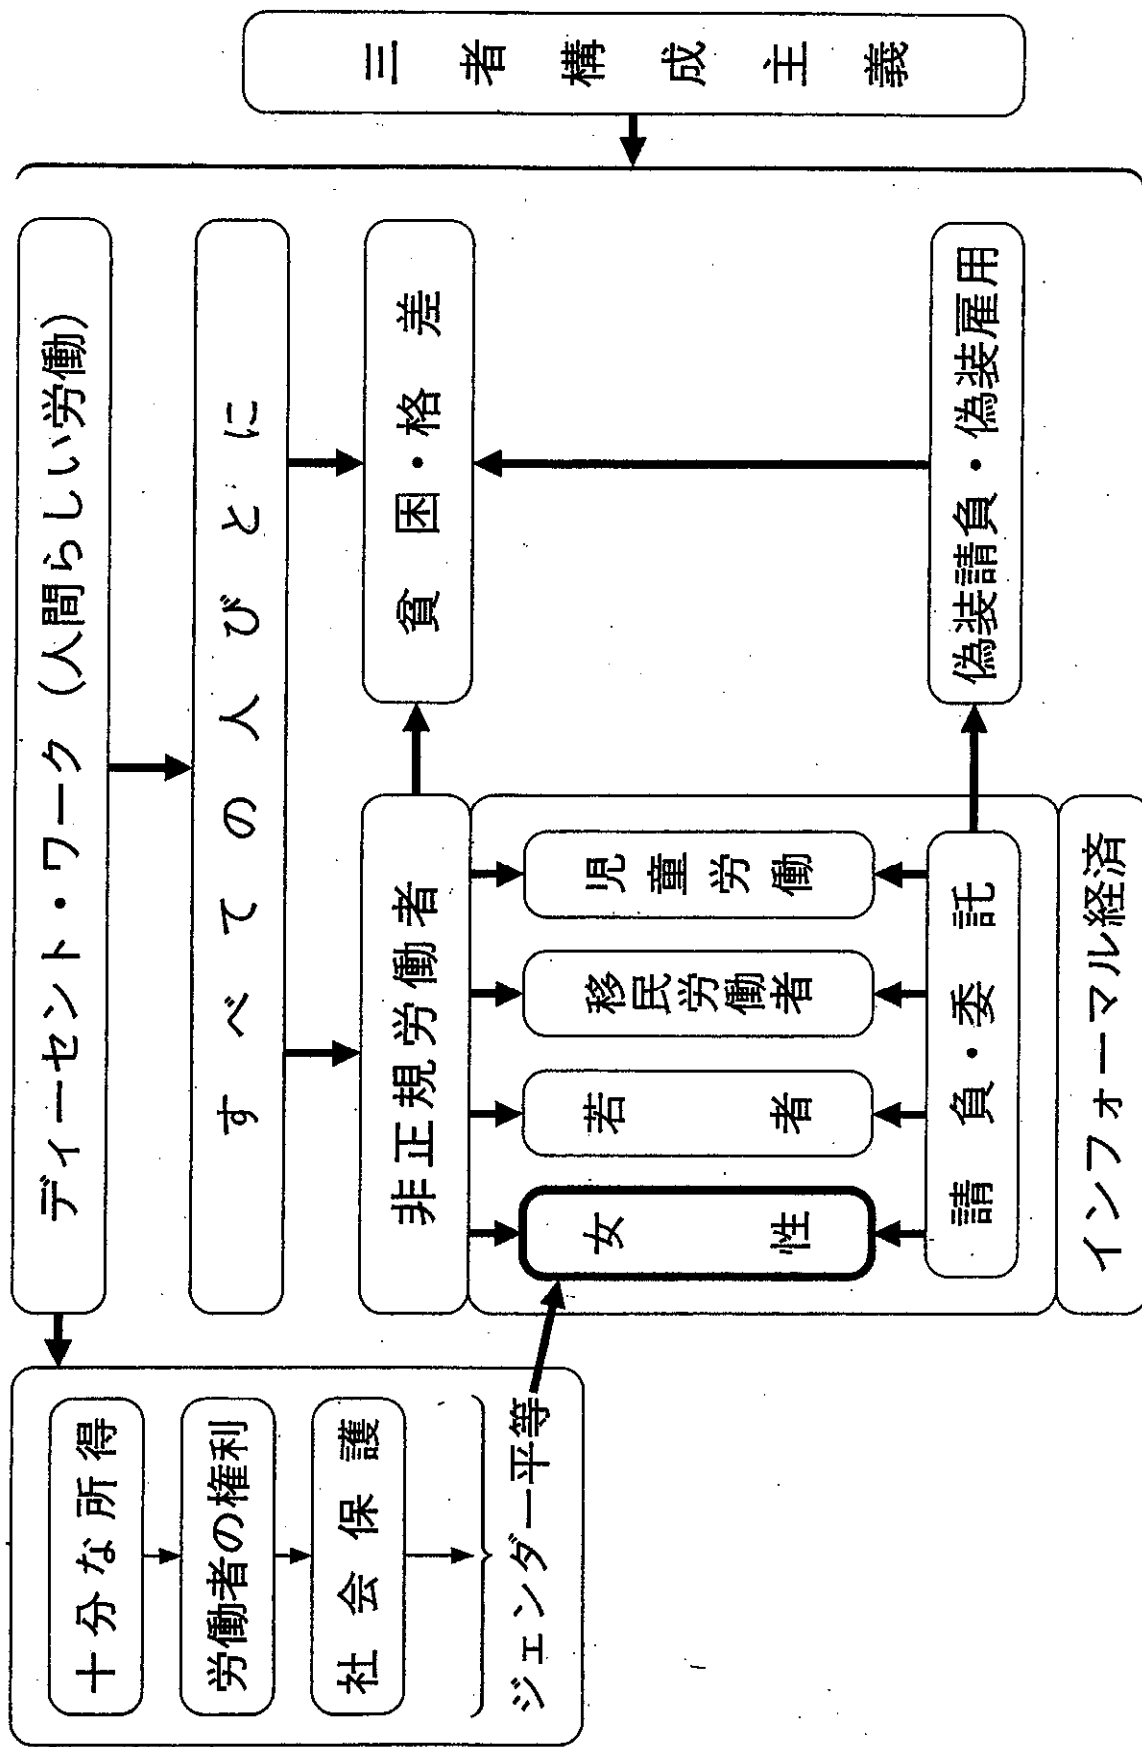 ディーセント・ワーク（人間らしい労働）
すべての人びとに
十分な所得
労働者の権利
社会保護
ジェンダー平等
非正規労働者
貧困・格差
女性
若者
移民労働者
児童労働
請負・委託
偽装請負・偽装雇用
インフォーマル経済
三者構成主義